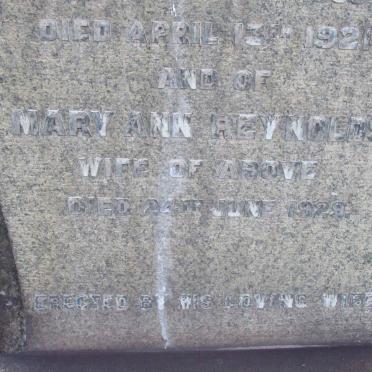 DIED APRIL 13TH 192
AND OF
MARY ANN REYNOLDS
WIFE OF ABOVE
DIED 24TH JUNE 1929.
ERECTED BY HIS LOVING WIFE